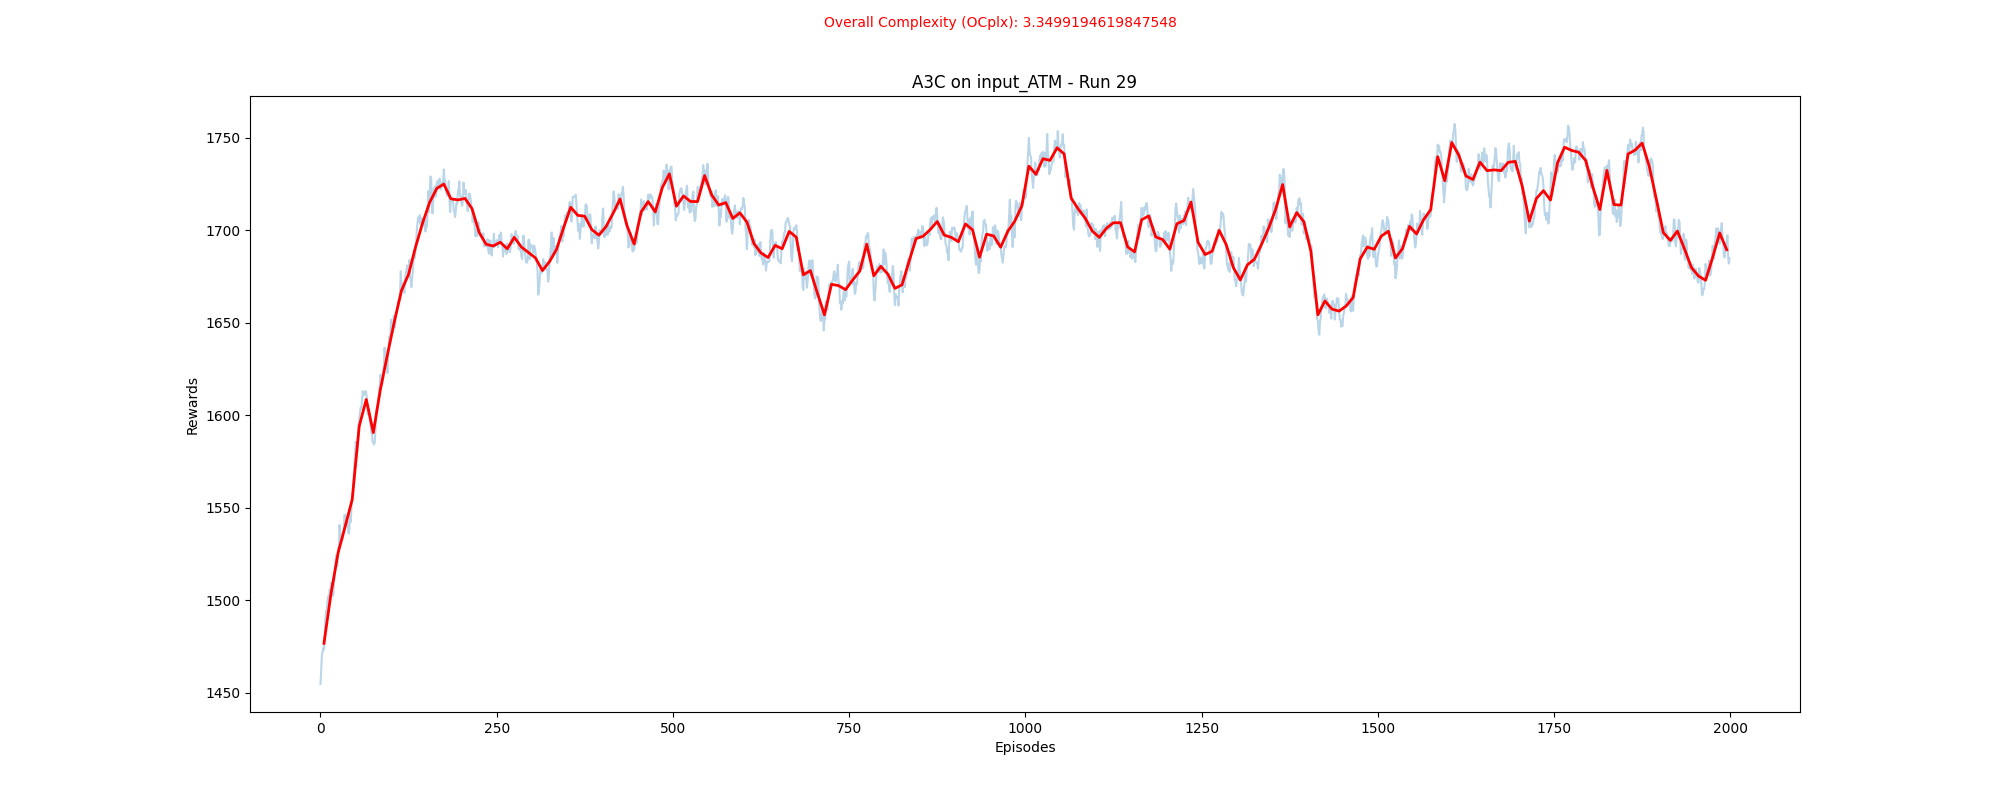 Overall Complexity (OCplx): 3.3499194619847548
A3C on input_ATM - Run 29
1750
1700
1650
1600
1550
1500
1450
Rewards
0 250 500 750 1000 1250 1500 1750 2000
Episodes